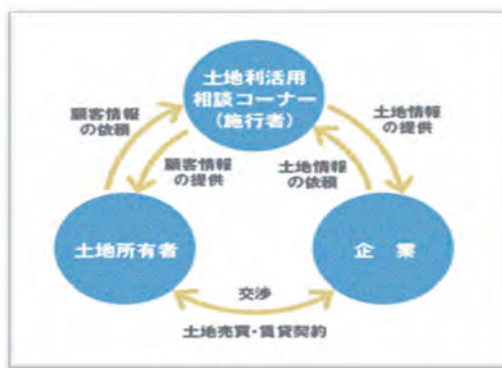 土地利活用
相談コーナー
(施行者)
顧客情報
の依頼
土地情報
の提供
顧客情報
の提供
土地情報
の依頼
土地所有者
企 業
交渉
土地売買・賃貸契約